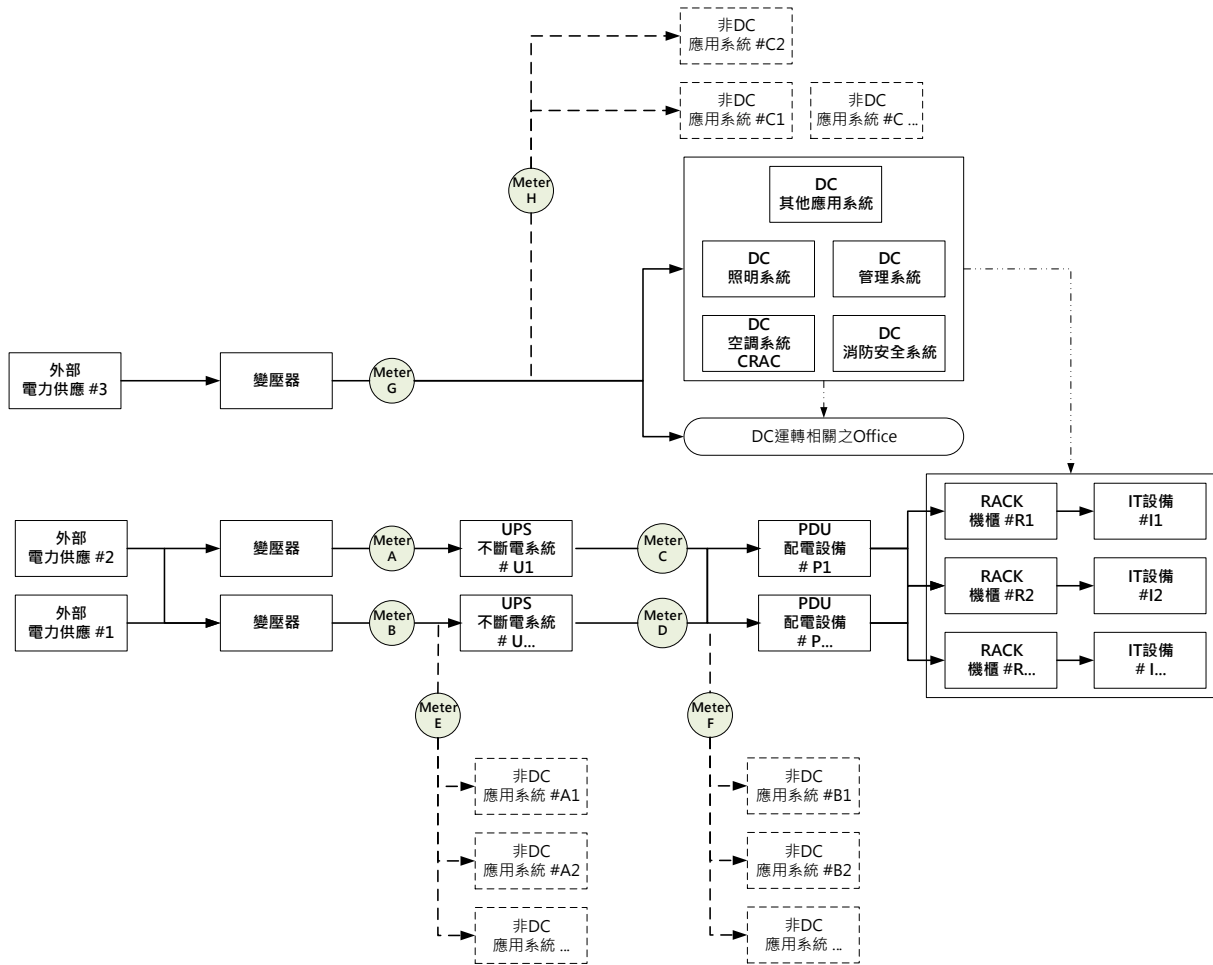 非DC
應用系統 #C2
非DC
應用系統 #C1
非DC
應用系統 #C ...
Meter
H
DC
其他應用系統
DC
照明系統
DC
管理系統
DC
空調系統
CRAC
DC
消防安全系統
外部
電力供應 #3
變壓器
Meter
G
DC運轉相關之Office
外部
電力供應 #2
變壓器
Meter
A
UPS
不斷電系統
# U1
Meter
C
PDU
配電設備
# P1
RACK
機櫃 #R1
IT設備
#I1
外部
電力供應 #1
變壓器
Meter
B
UPS
不斷電系統
# U...
Meter
D
PDU
配電設備
# P...
RACK
機櫃 #R2
IT設備
#I2
RACK
機櫃 #R...
IT設備
# I...
Meter
E
Meter
F
非DC
應用系統 #A1
非DC
應用系統 #B1
非DC
應用系統 #A2
非DC
應用系統 #B2
非DC
應用系統 ...
非DC
應用系統 ...